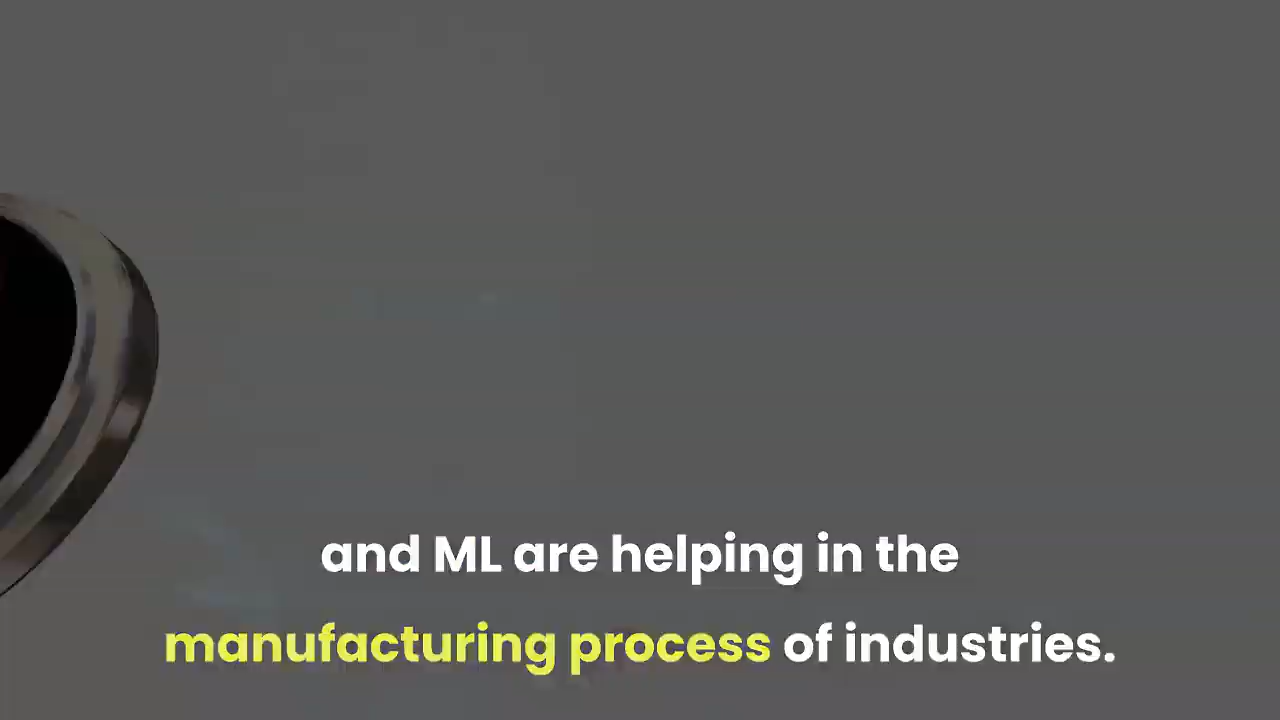 and ML are helping in the
manufacturing process of industries.